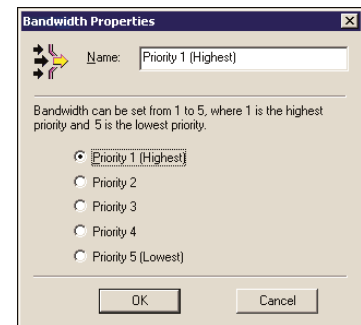 Bandwidth Properties
Name: Priority 1 (Highest)
Bandwidth can be set from 1 to 5, where 1 is the highest
priority and 5 is the lowest priority.
Priority 1 (Highest)
Priority 2
Priority 3
Priority 4
Priority 5 (Lowest)
OK Cancel